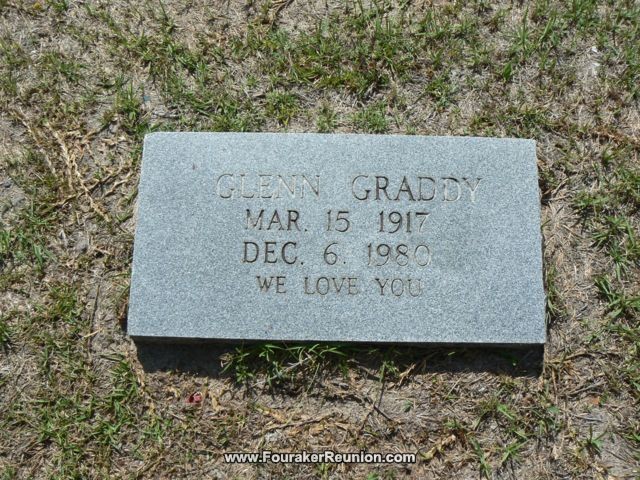 GLENN GRADDY
MAR. 15 1917
DEC. 6. 1980
WE LOVE YOU
www.FourakerReunion.com